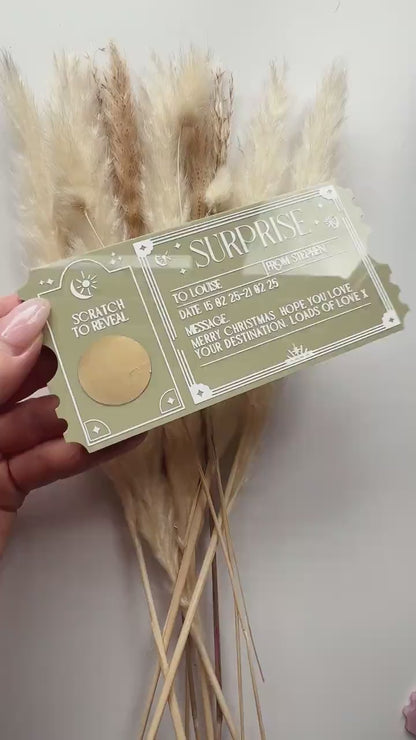 SURPRISE
TO LOUISE
FROM STEPHEN
DATE 15 02 25-21 02 25
MESSAGE
MERRY CHRISTMAS HOPE YOU LOVE
YOUR DESTINATION. LOADS OF LOVE X
SCRATCH
TO REVEAL